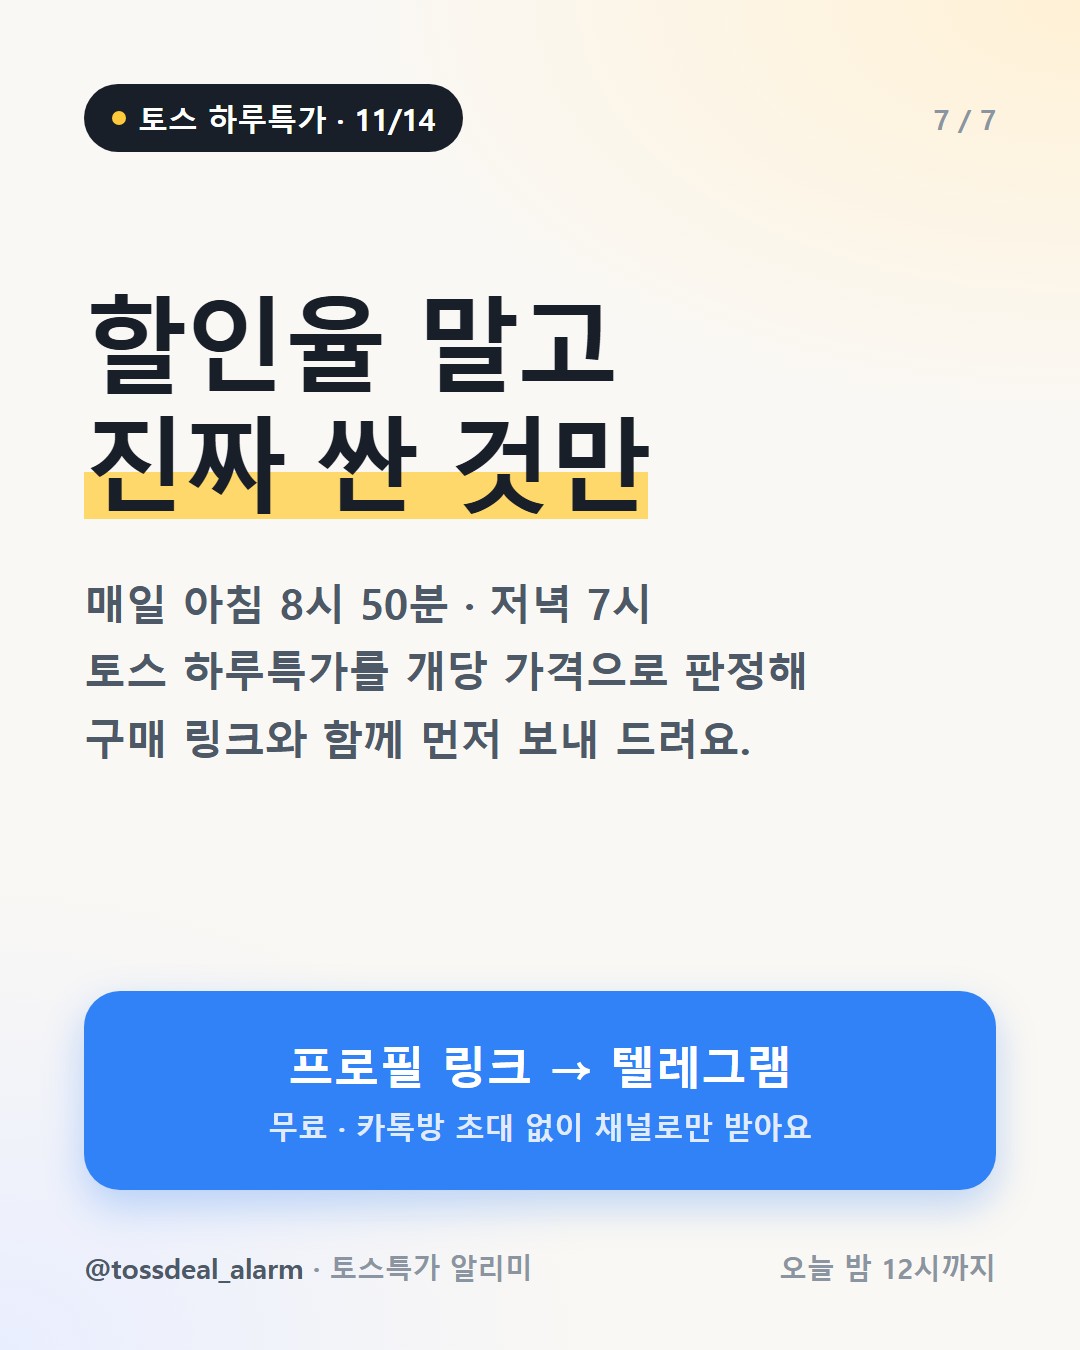 토스 하루특가 · 11/14
7 / 7
할인율 말고
진짜 싼 것만
매일 아침 8시 50분 · 저녁 7시
토스 하루특가를 개당 가격으로 판정해
구매 링크와 함께 먼저 보내 드려요.
프로필 링크 → 텔레그램
무료 · 카톡방 초대 없이 채널로만 받아요
@tossdeal_alarm · 토스특가 알리미
오늘 밤 12시까지